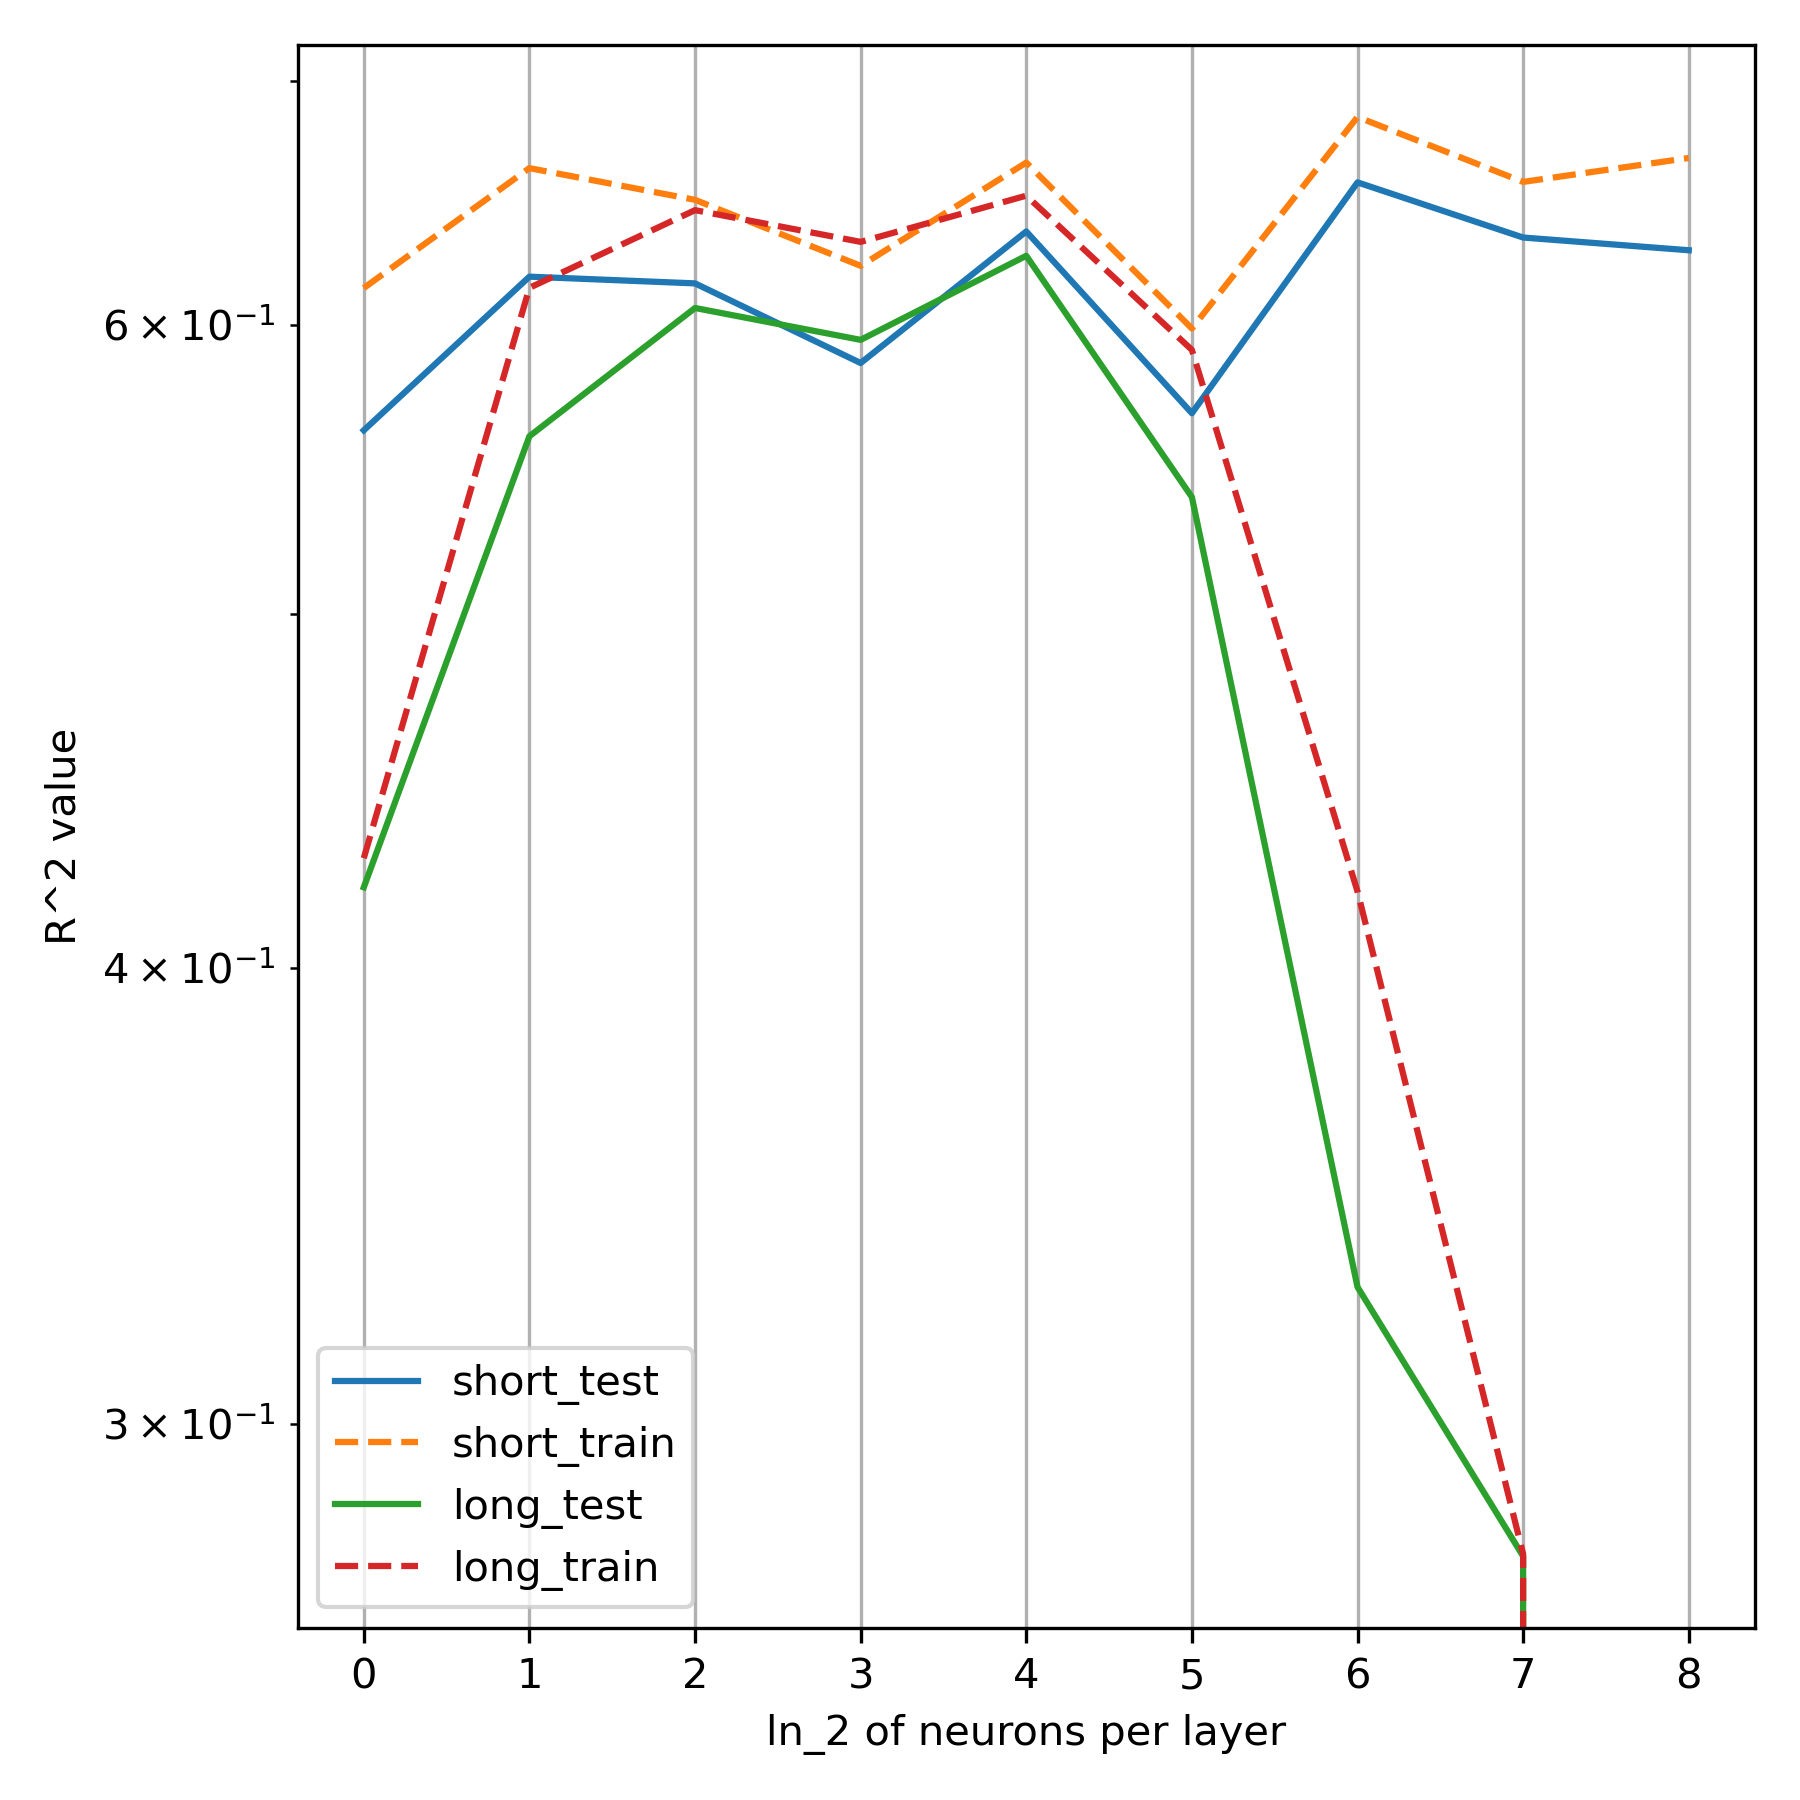 6 × 10⁻¹
4 × 10⁻¹
3 × 10⁻¹
R^2 value
short_test
short_train
long_test
long_train
0 1 2 3 4 5 6 7 8
ln_2 of neurons per layer